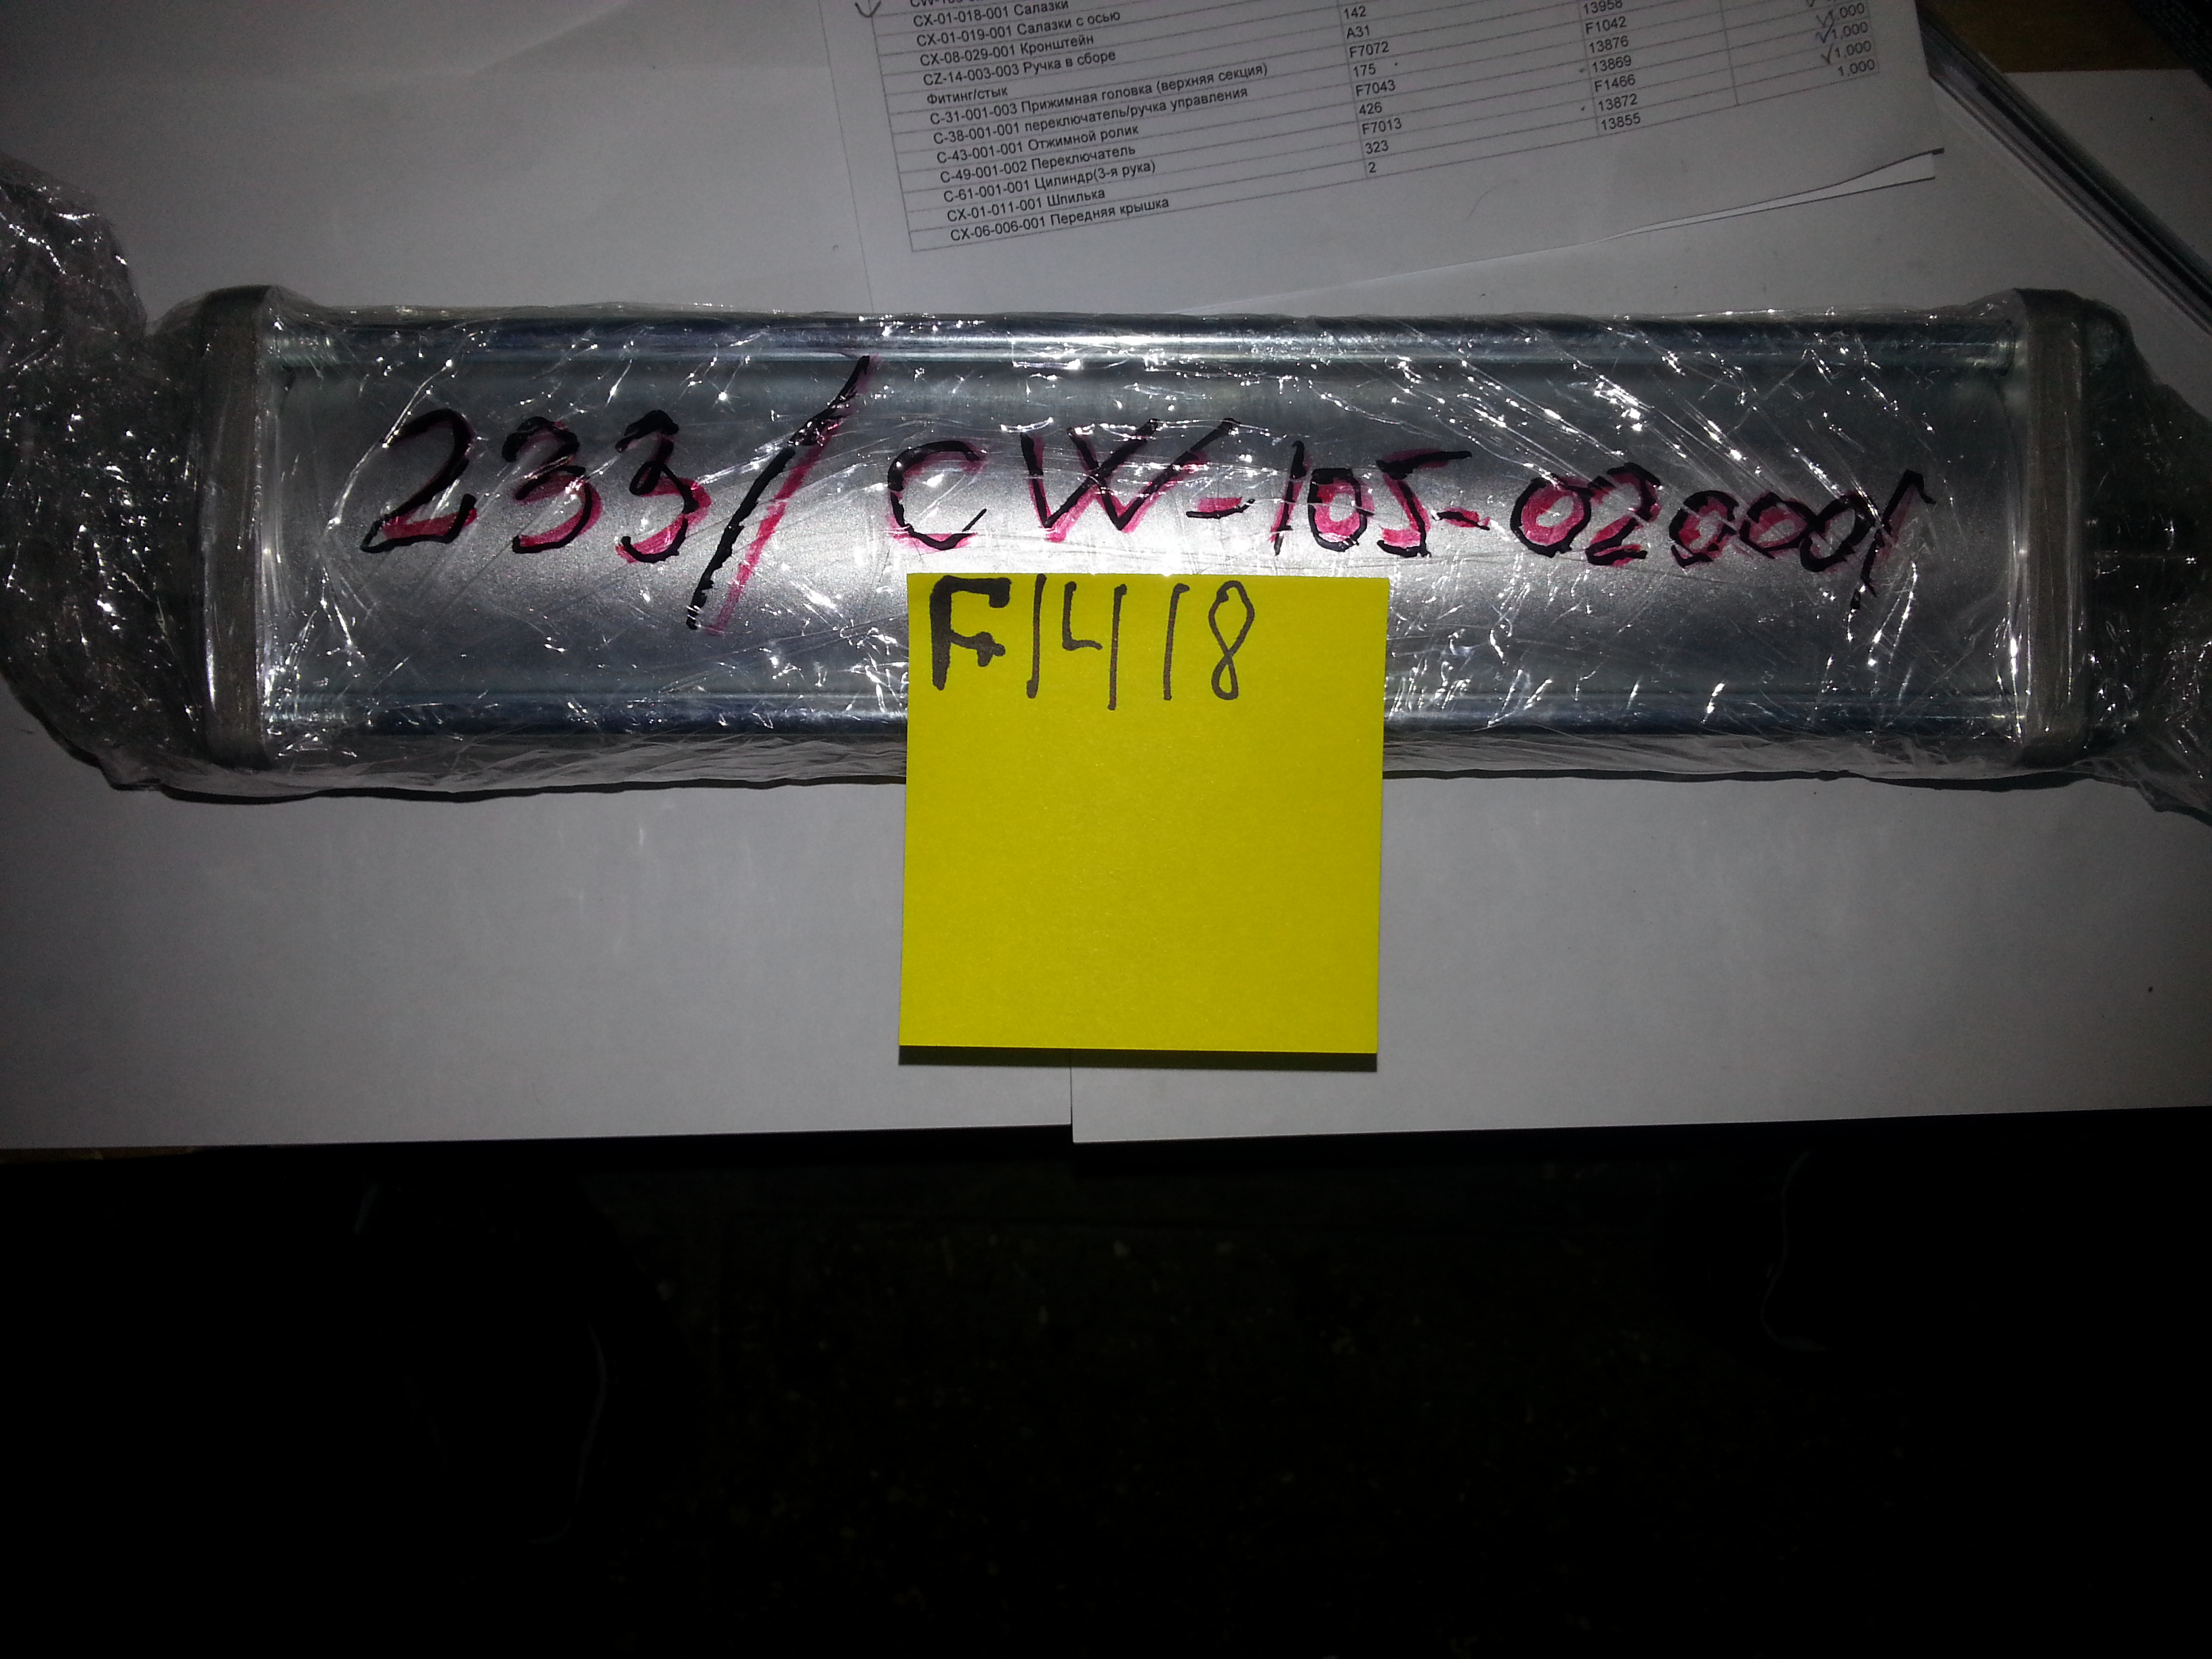 CX-01-018-001 Салазки
CX-01-019-001 Салазки с осью 142 13958
CX-08-029-001 Кронштейн A31 F1042 1,000
CZ-14-003-003 Ручка в сборе F7072 13876 1,000
Фитинг/стык 175 13869 1,000
C-31-001-003 Прижимная головка (верхняя секция) F7043 F1466 1,000
C-38-001-001 переключатель/ручка управления 426 13872
C-43-001-001 Отжимной ролик F7013 13855
C-49-001-002 Переключатель 323
C-61-001-001 Цилиндр(3-я рука) 2
CX-01-011-001 Шпилька
CX-06-006-001 Передняя крышка
233/ CW-105-020001
F1418